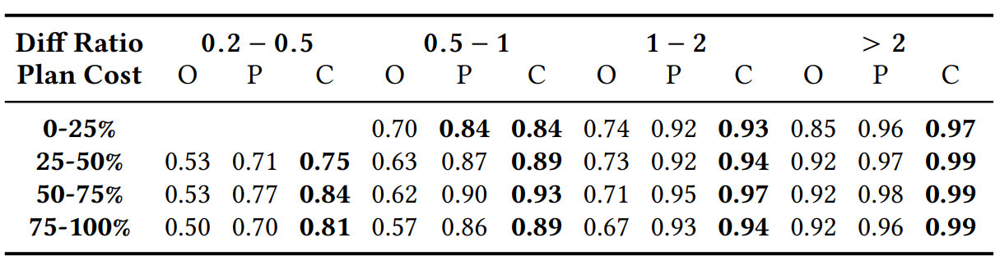 Diff Ratio 0.2 – 0.5 0.5 – 1 1 – 2 > 2
Plan Cost O P C O P C O P C O P C
0-25% 0.70 0.84 0.84 0.74 0.92 0.93 0.85 0.96 0.97
25-50% 0.53 0.71 0.75 0.63 0.87 0.89 0.73 0.92 0.94 0.92 0.97 0.99
50-75% 0.53 0.77 0.84 0.62 0.90 0.93 0.71 0.95 0.97 0.92 0.98 0.99
75-100% 0.50 0.70 0.81 0.57 0.86 0.89 0.67 0.93 0.94 0.92 0.96 0.99